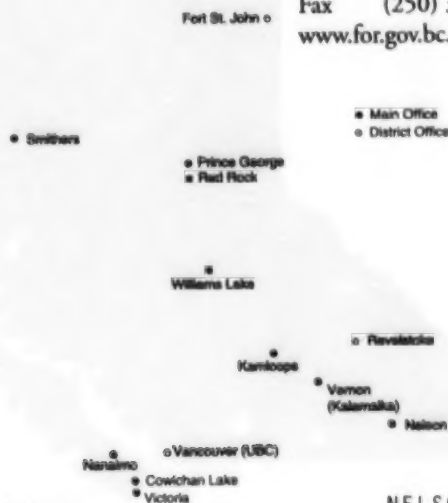 Fort St. John
Fax (250)
www.for.gov.bc.
Main Office
District Office
Smithers
Prince George
Red Rock
Williams Lake
Revelstoke
Kamloops
Vernon
(Kalamalka)
Nelson
Vancouver (UBC)
Nanaimo
Cowichan Lake
Victoria